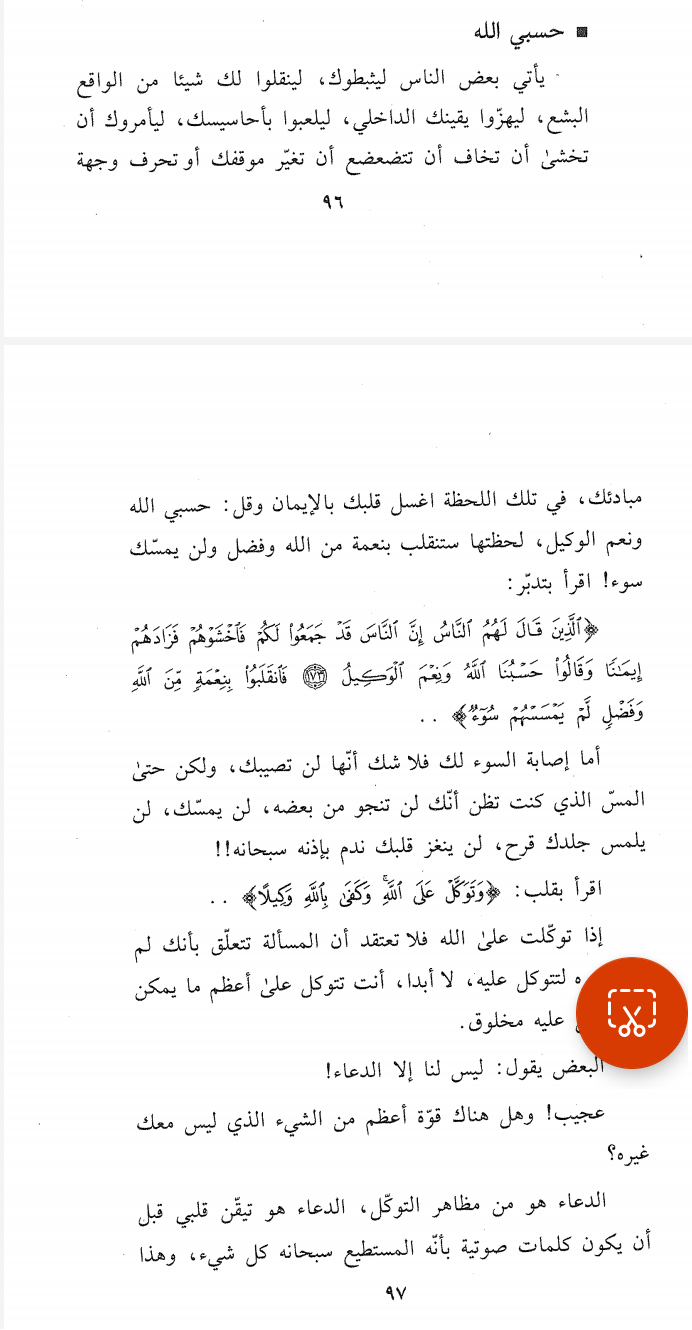 ▪ حسبي الله
يأتي بعض الناس ليثبطوك، لينقلوا لك شيئا من الواقع
البشع، ليهزّوا يقينك الداخلي، ليلعبوا بأحاسيسك، ليأمروك أن
تخشىٰ أن تخاف أن تتضعضع أن تغيّر موقفك أو تحرف وجهة
٩٦
مبادئك، في تلك اللحظة اغسل قلبك بالإيمان وقل: حسبي الله
ونعم الوكيل، لحظتها ستنقلب بنعمة من الله وفضل ولن يمسّك
سوء! اقرأ بتدبّر:
﴿ٱلَّذِينَ قَالَ لَهُمُ ٱلنَّاسُ إِنَّ ٱلنَّاسَ قَدۡ جَمَعُواْ لَكُمۡ فَٱخۡشَوۡهُمۡ فَزَادَهُمۡ
إِيمَٰنٗا وَقَالُواْ حَسۡبُنَا ٱللَّهُ وَنِعۡمَ ٱلۡوَكِيلُ ١٧٣ فَٱنقَلَبُواْ بِنِعۡمَةٖ مِّنَ ٱللَّهِ
وَفَضۡلٖ لَّمۡ يَمۡسَسۡهُمۡ سُوٓءٞ﴾ ..
أما إصابة السوء لك فلا شك أنّها لن تصيبك، ولكن حتىٰ
المسّ الذي كنت تظن أنّك لن تنجو من بعضه، لن يمسّك، لن
يلمس جلدك قرح، لن ينغز قلبك ندم بإذنه سبحانه!!
اقرأ بقلب: ﴿وَتَوَكَّلۡ عَلَى ٱللَّهِۚ وَكَفَىٰ بِٱللَّهِ وَكِيلٗا﴾ ..
إذا توكّلت علىٰ الله فلا تعتقد أن المسألة تتعلّق بأنك لم
لتتوكل عليه، لا أبدا، أنت تتوكل علىٰ أعظم ما يمكن
عليه مخلوق.
البعض يقول: ليس لنا إلا الدعاء!
عجيب! وهل هناك قوّة أعظم من الشيء الذي ليس معك
غيره؟
الدعاء هو من مظاهر التوكّل، الدعاء هو تيقّن قلبي قبل
أن يكون كلمات صوتية بأنّه المستطيع سبحانه كل شيء، وهذا
٩٧